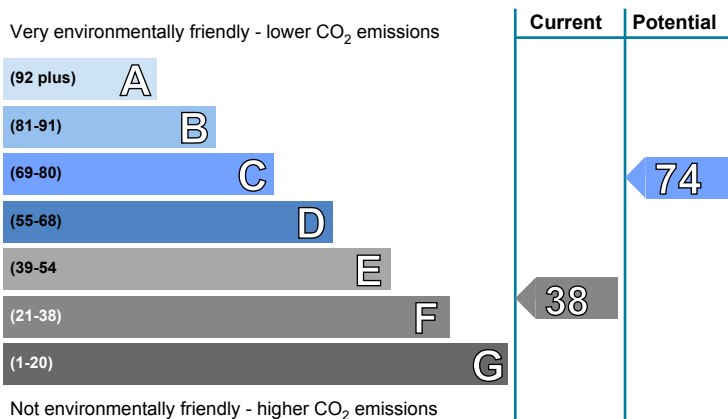 Current Potential
Very environmentally friendly - lower CO₂ emissions
(92 plus) A
(81-91) B
(69-80) C
74
(55-68) D
(39-54 E
38
(21-38) F
(1-20) G
Not environmentally friendly - higher CO₂ emissions